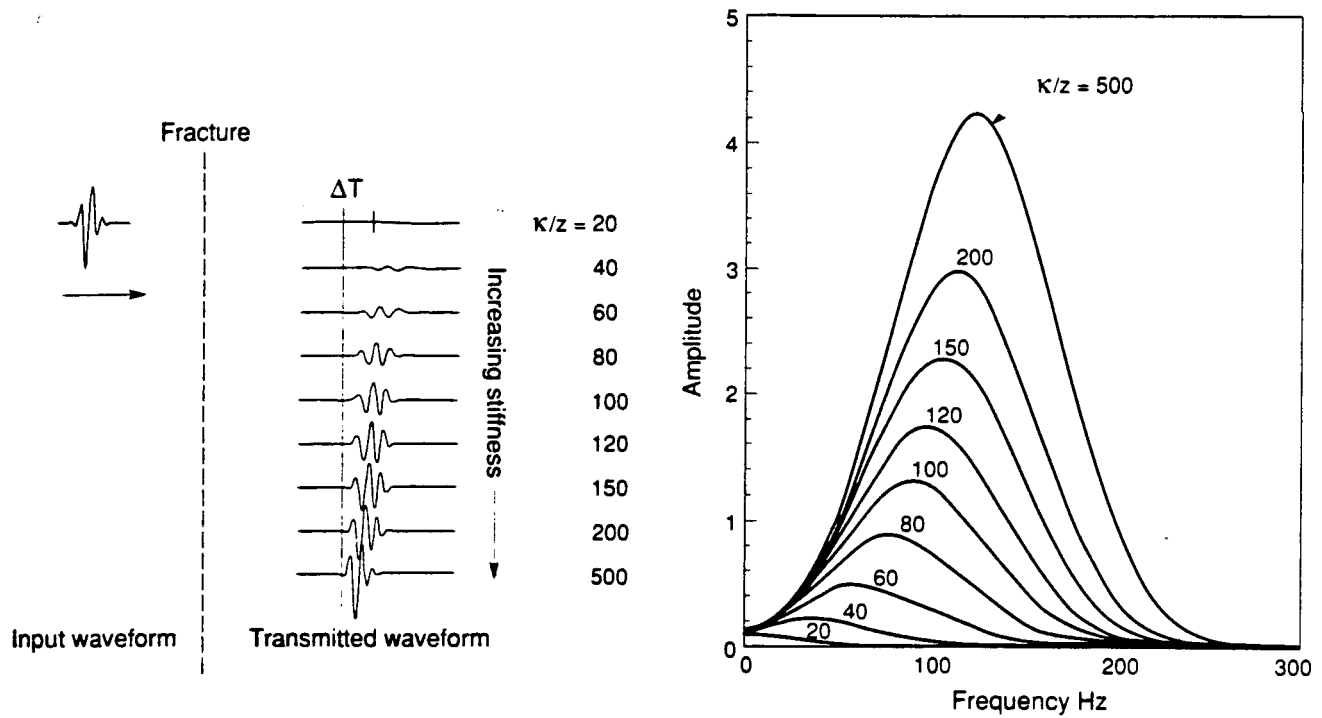 Fracture
ΔT
κ/z = 20
40
60
80
100
120
150
200
500
Increasing stiffness
Input waveform
Transmitted waveform
5
4
3
2
1
0
Amplitude
κ/z = 500
200
150
120
100
80
60
40
20
0
100
200
300
Frequency Hz